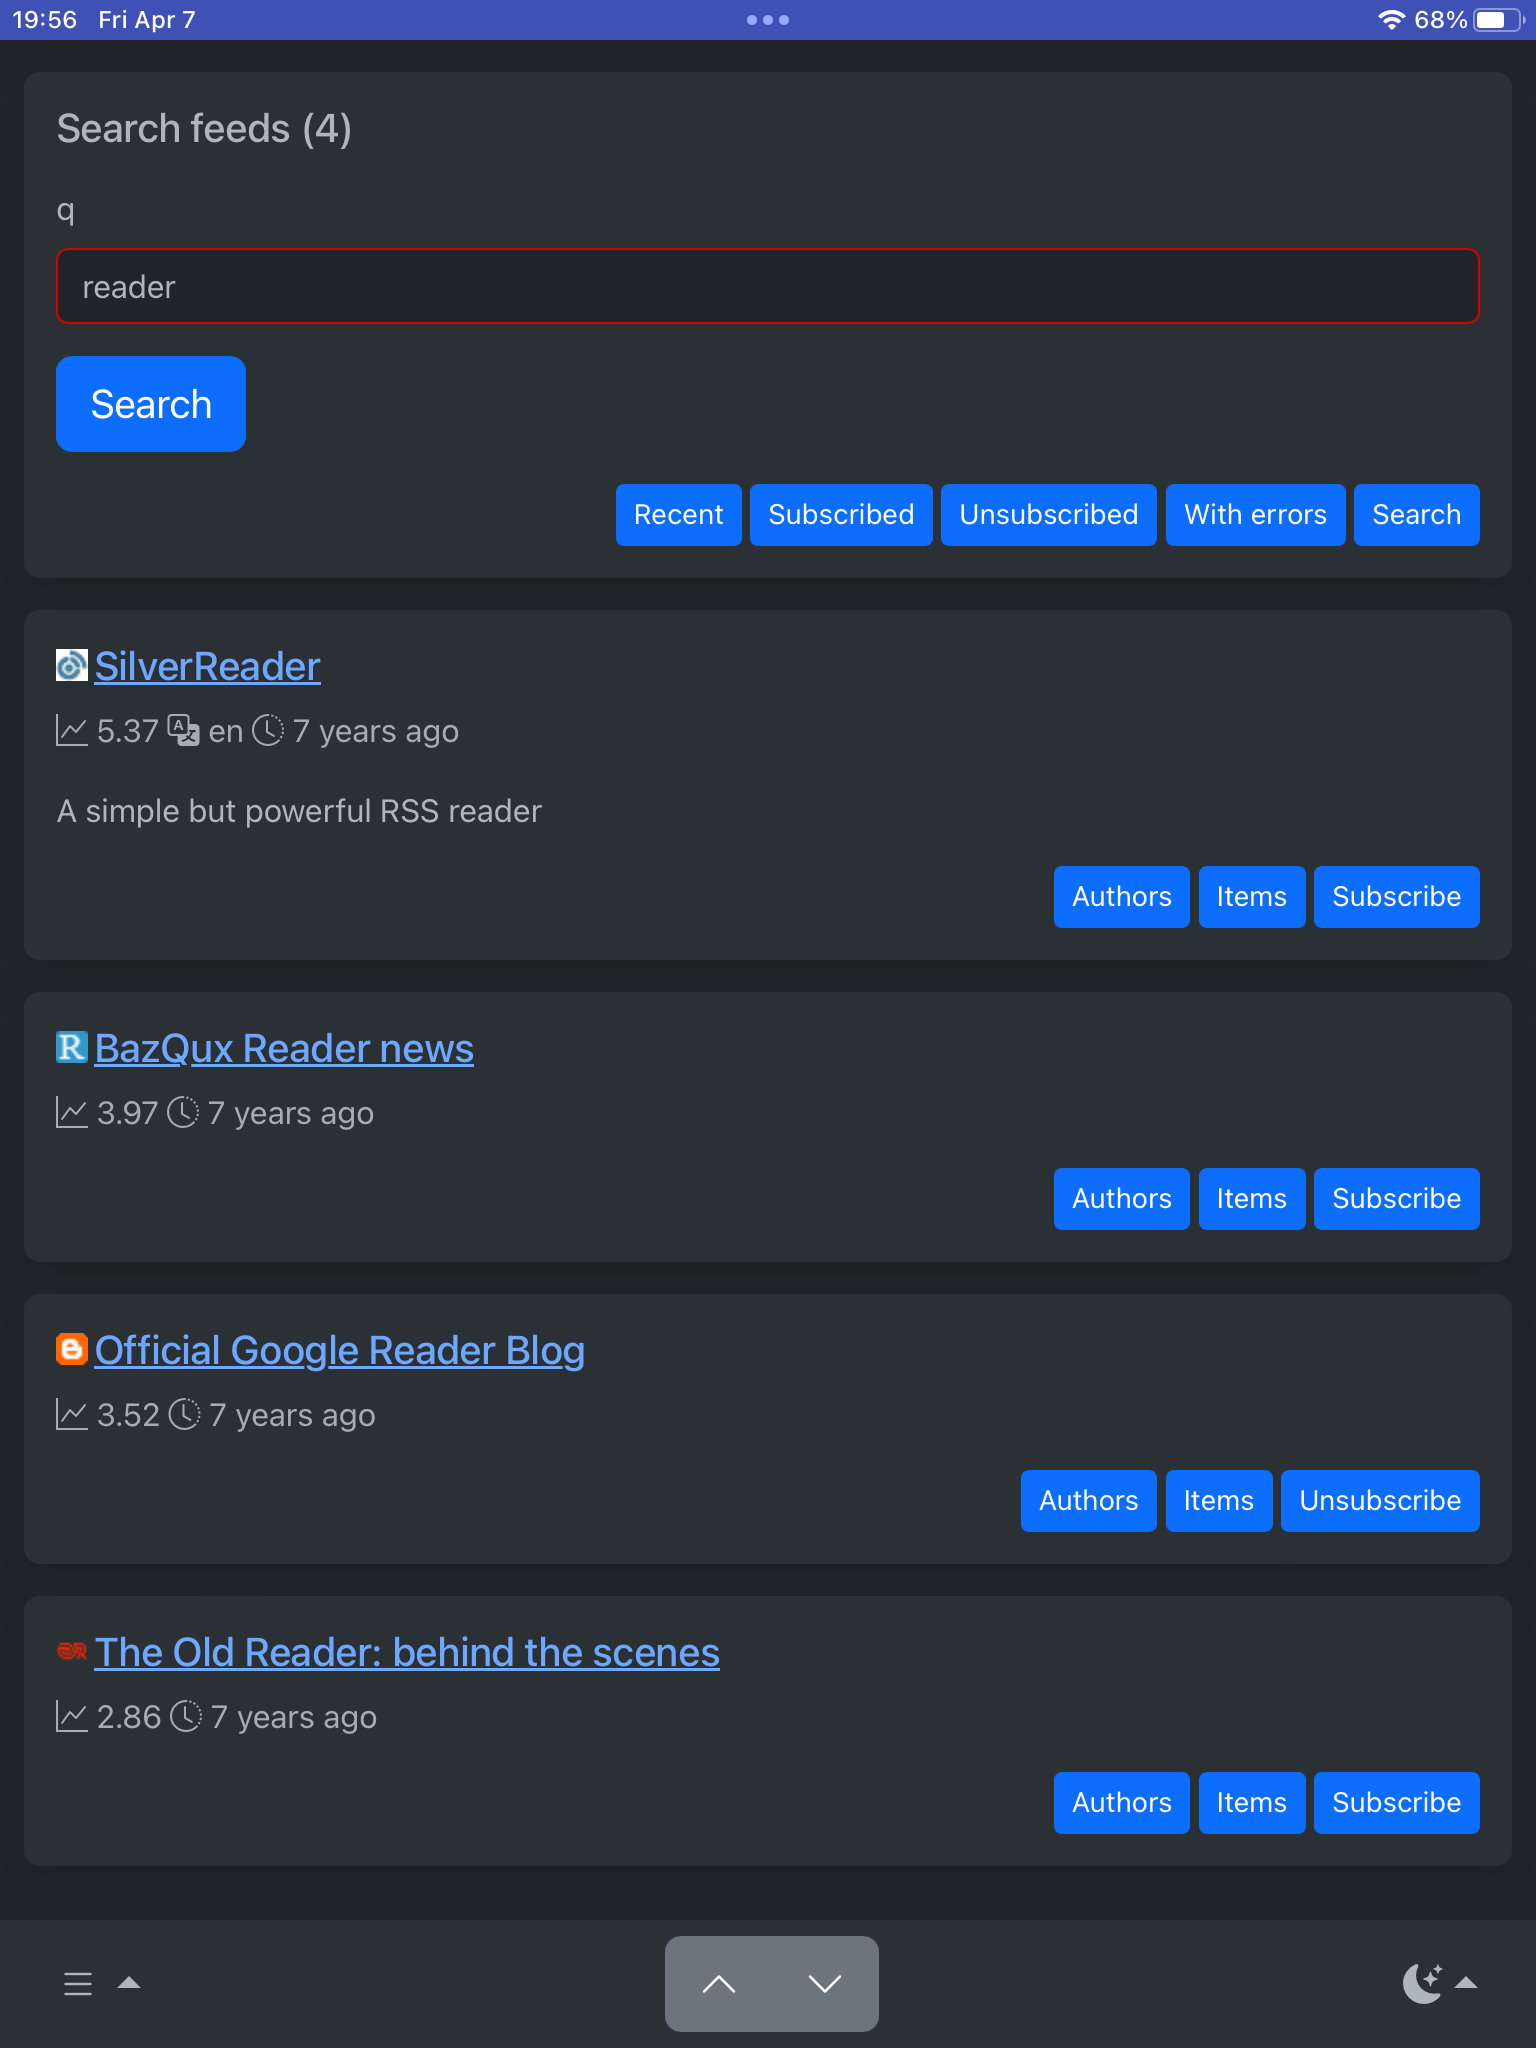 19:56 Fri Apr 7 68%
Search feeds (4)
q
reader
Search
Recent Subscribed Unsubscribed With errors Search
SilverReader
5.37 en 7 years ago
A simple but powerful RSS reader
Authors Items Subscribe
R BazQux Reader news
3.97 7 years ago
Authors Items Subscribe
Official Google Reader Blog
3.52 7 years ago
Authors Items Unsubscribe
The Old Reader: behind the scenes
2.86 7 years ago
Authors Items Subscribe